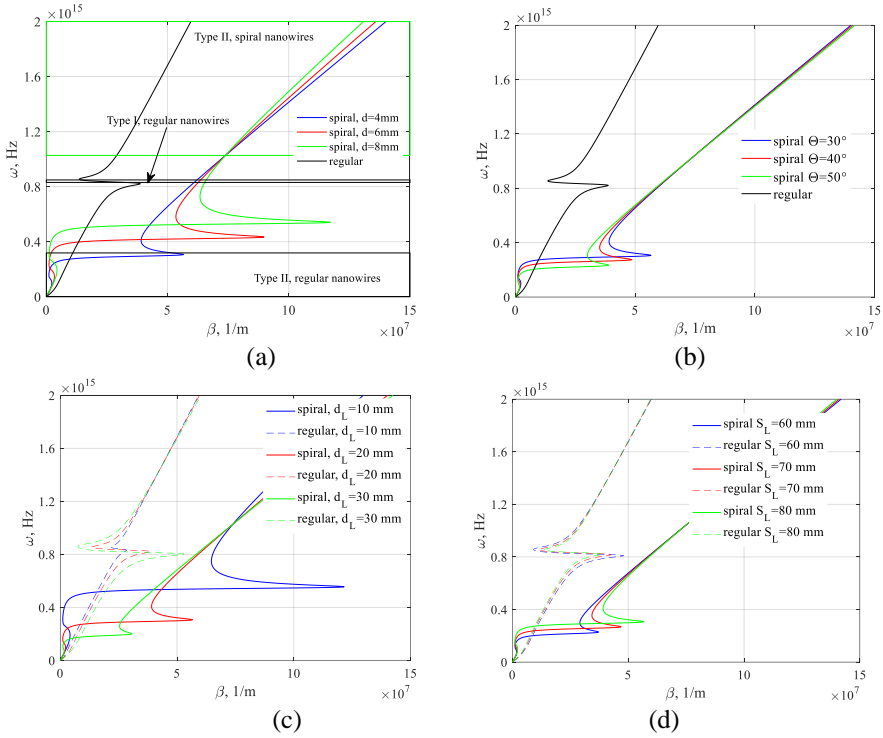 ×10^15
Type II, spiral nanowires
Type I, regular nanowires
spiral, d=4mm
spiral, d=6mm
spiral, d=8mm
regular
Type II, regular nanowires
2
1.6
1.2
0.8
0.4
0
ω, Hz
0 5 10 15
β, 1/m
×10^7
(a)
×10^15
2
1.6
1.2
0.8
0.4
0
ω, Hz
spiral Θ=30°
spiral Θ=40°
spiral Θ=50°
regular
0 5 10 15
β, 1/m
×10^7
(b)
×10^15
2
1.6
1.2
0.8
0.4
0
ω, Hz
spiral, d_L=10 mm
regular, d_L=10 mm
spiral, d_L=20 mm
regular, d_L=20 mm
spiral, d_L=30 mm
regular, d_L=30 mm
0 5 10 15
β, 1/m
×10^7
(c)
×10^15
2
1.6
1.2
0.8
0.4
0
ω, Hz
spiral S_L=60 mm
regular S_L=60 mm
spiral S_L=70 mm
regular S_L=70 mm
spiral S_L=80 mm
regular S_L=80 mm
0 5 10 15
β, 1/m
×10^7
(d)